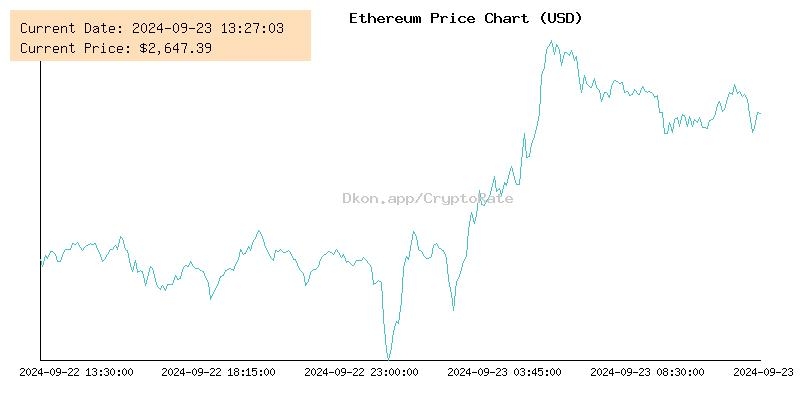 Ethereum Price Chart (USD)
Current Date: 2024-09-23 13:27:03
Current Price: $2,647.39
Dkon.app/CryptoRate
2024-09-22 13:30:00 2024-09-22 18:15:00 2024-09-22 23:00:00 2024-09-23 03:45:00 2024-09-23 08:30:00 2024-09-23